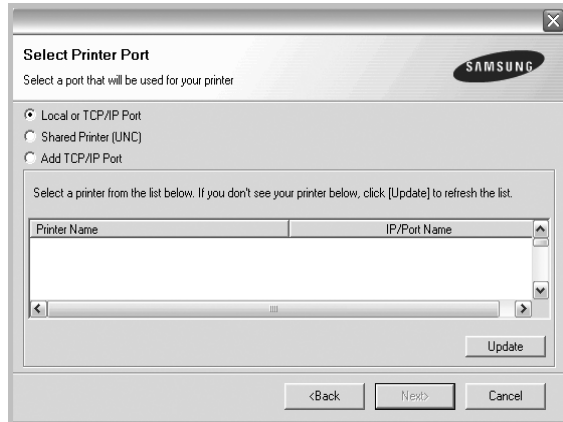 Select Printer Port
Select a port that will be used for your printer
SAMSUNG
Local or TCP/IP Port
Shared Printer (UNC)
Add TCP/IP Port
Select a printer from the list below. If you don't see your printer below, click [Update] to refresh the list.
Printer Name IP/Port Name
Update
<Back Next> Cancel